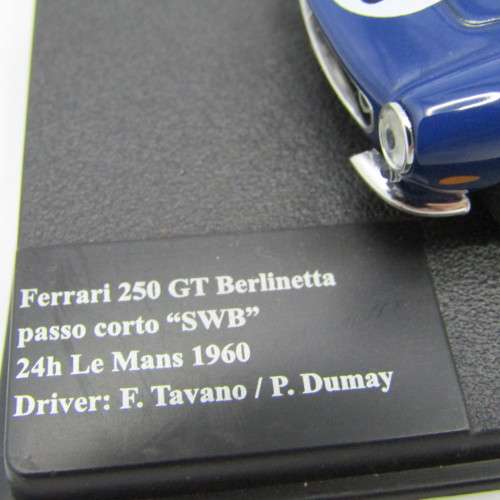 Ferrari 250 GT Berlinetta
passo corto “SWB”
24h Le Mans 1960
Driver: F. Tavano / P. Dumay